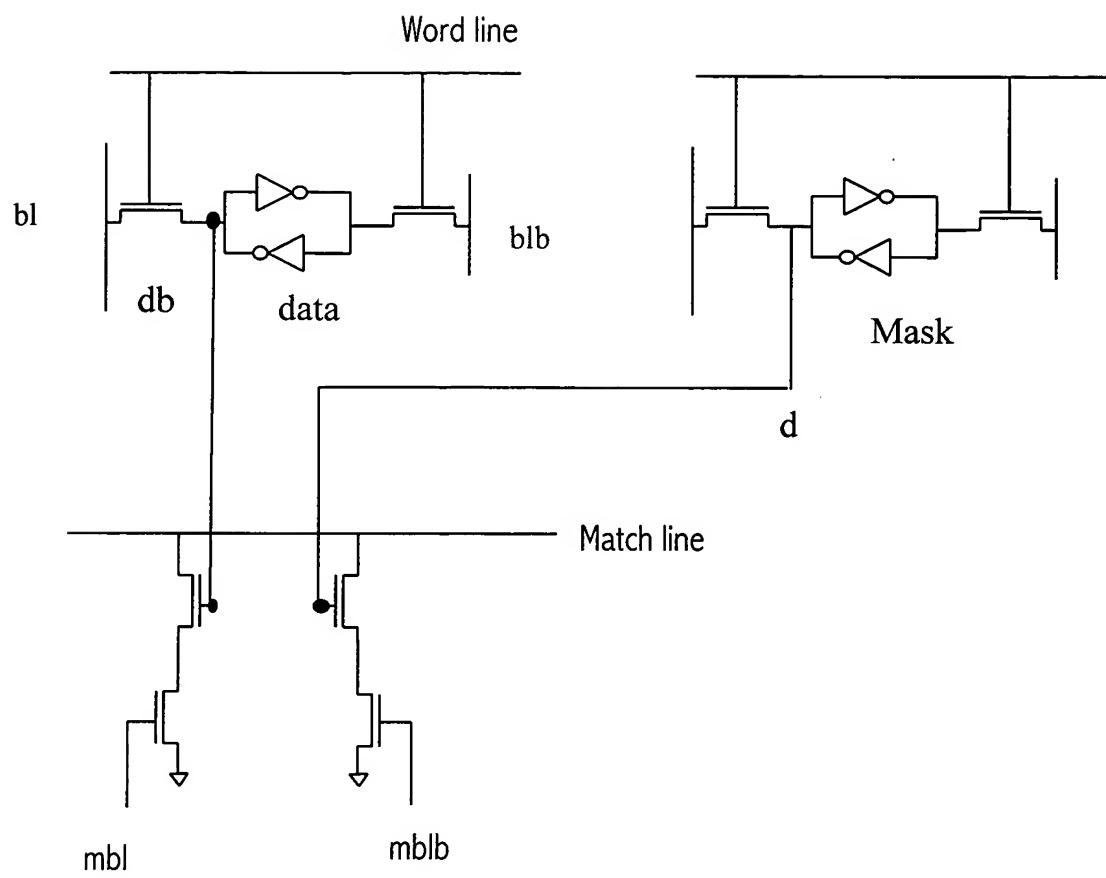 Word line
bl
blb
db
data
Mask
d
Match line
mbl
mblb